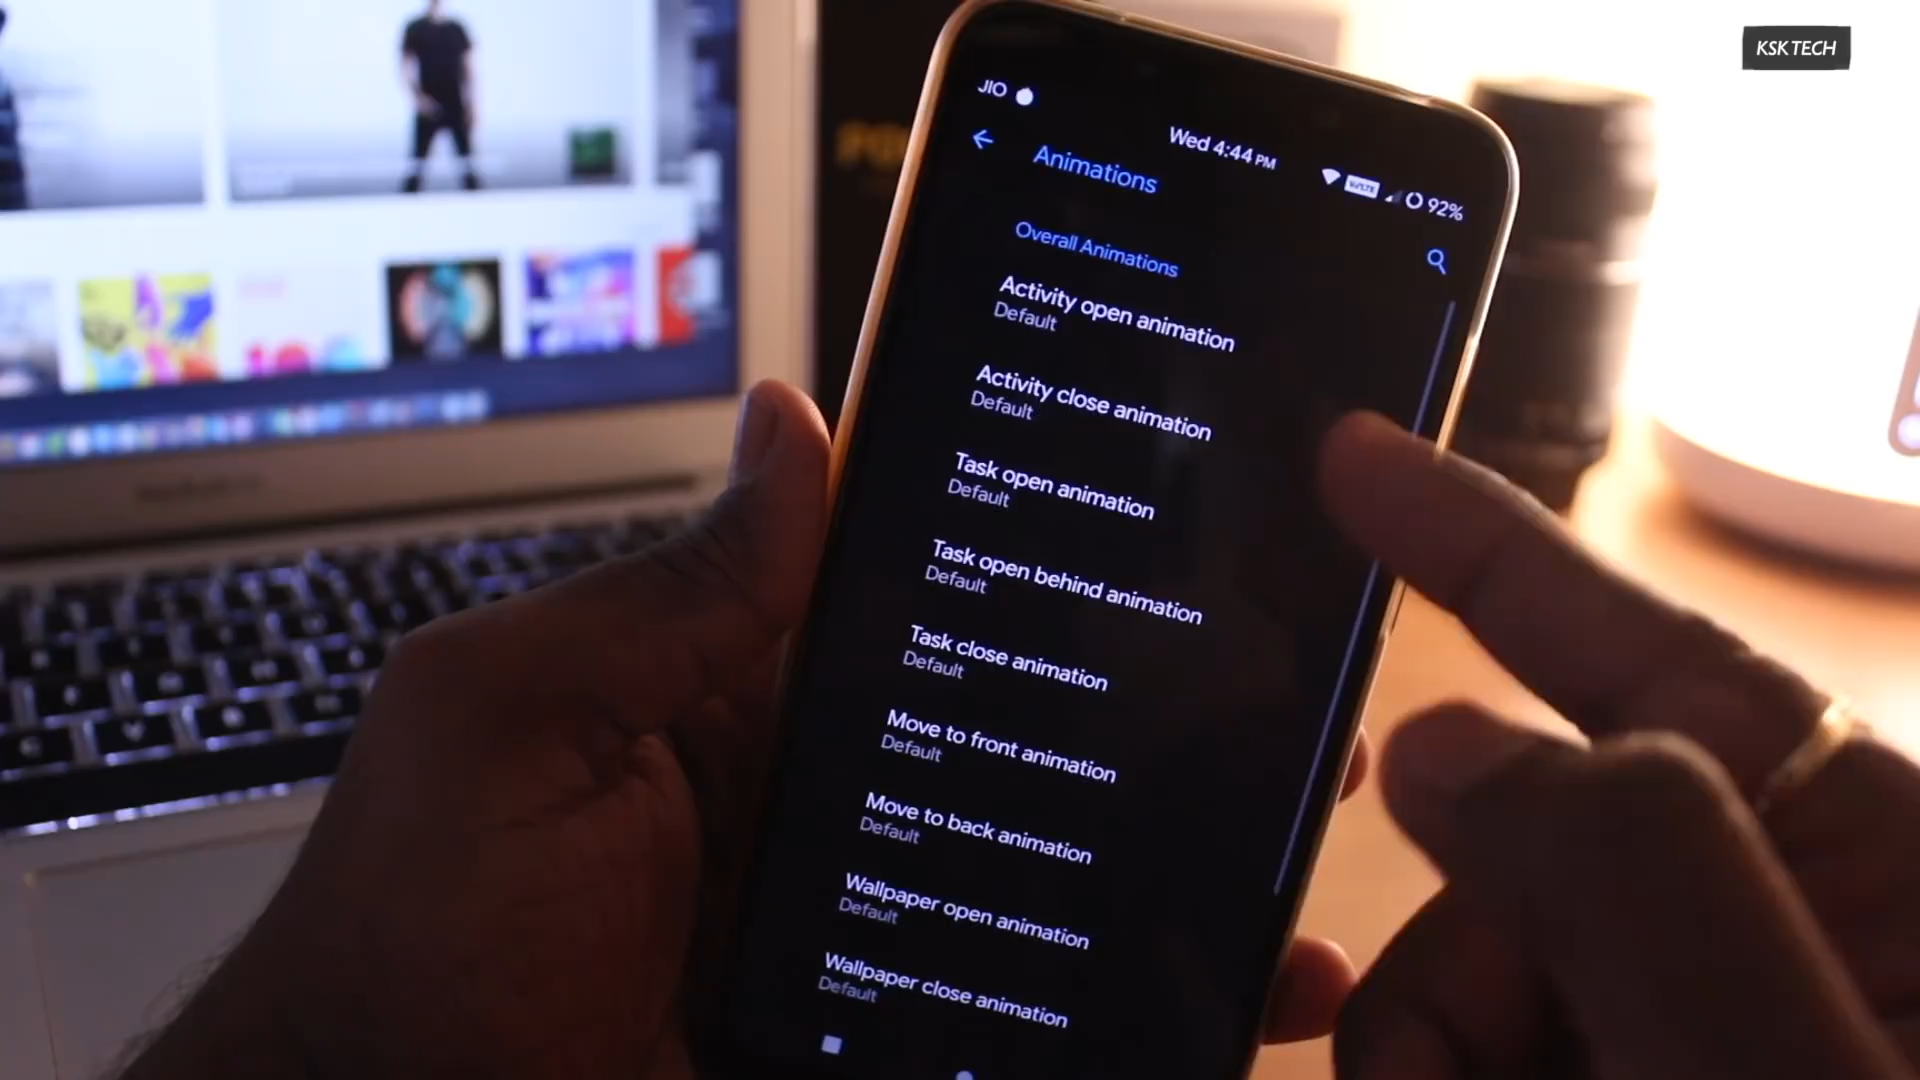 KSK TECH
JIO
Wed 4:44 PM
VoLTE
92%
Animations
Overall Animations
Activity open animation
Default
Activity close animation
Default
Task open animation
Default
Task open behind animation
Default
Task close animation
Default
Move to front animation
Default
Move to back animation
Default
Wallpaper open animation
Default
Wallpaper close animation
Default